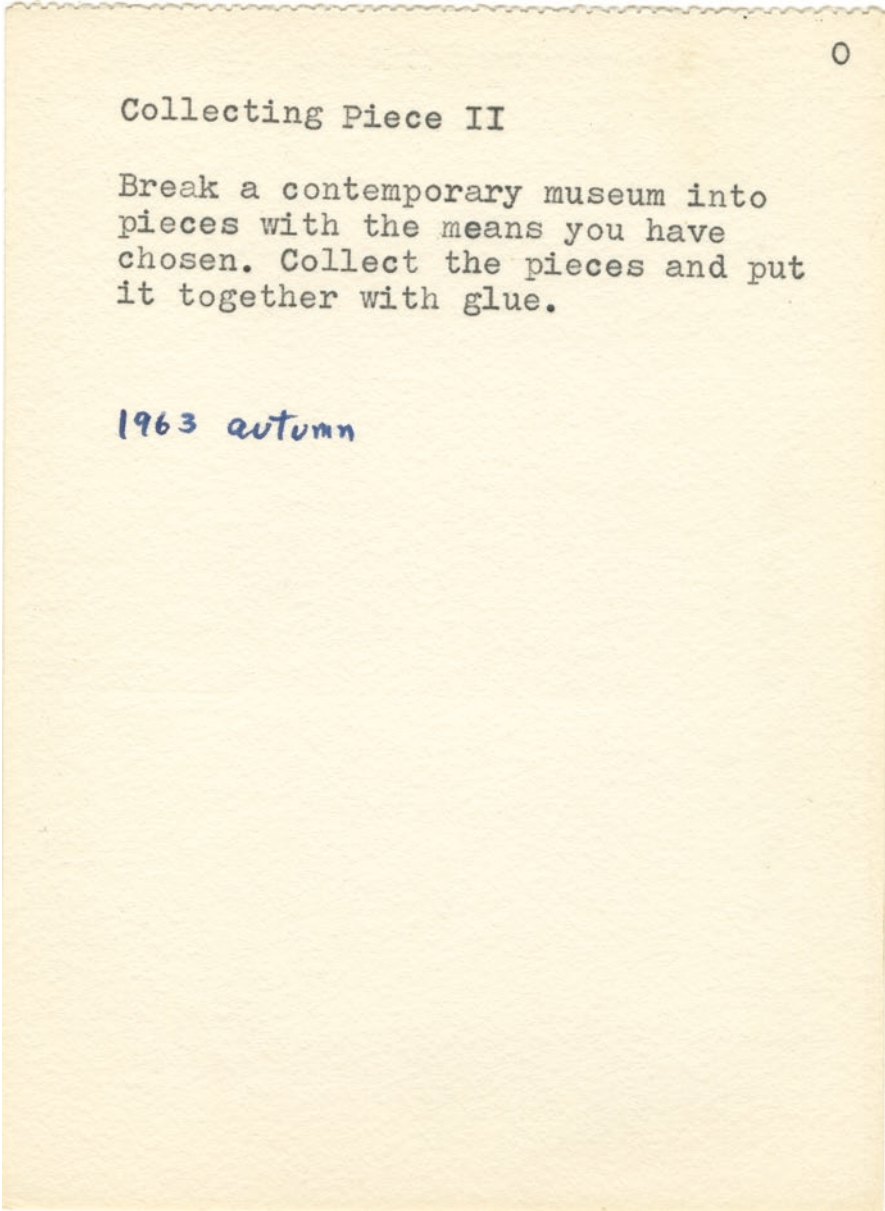 O
Collecting Piece II
Break a contemporary museum into
pieces with the means you have
chosen. Collect the pieces and put
it together with glue.
1963 autumn